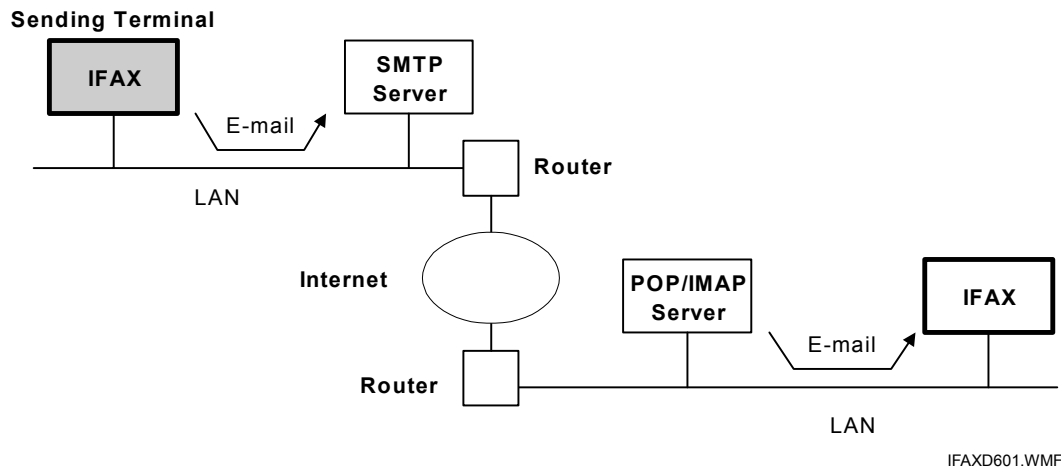 Sending Terminal
IFAX
SMTP
Server
E-mail
Router
LAN
Internet
POP/IMAP
Server
IFAX
E-mail
Router
LAN
IFAXD601.WMF